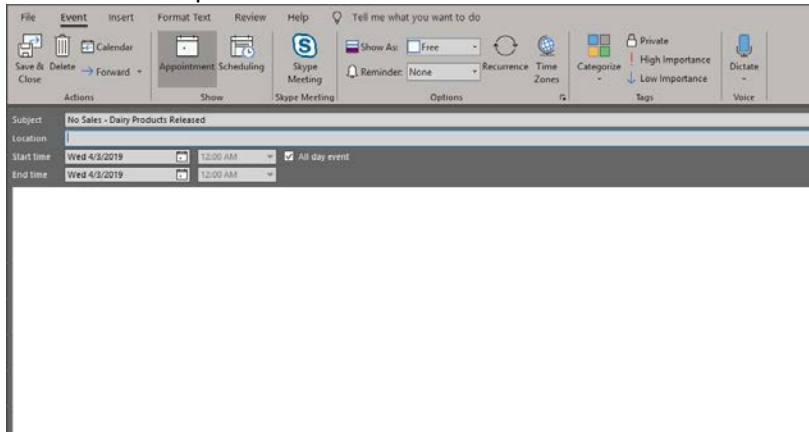 File Event Insert Format Text Review Help Tell me what you want to do
Save & Close Delete Calendar Forward Appointment Scheduling Skype Meeting Show As: Free Reminder: None Recurrence Time Zones Categorize Private High Importance Low Importance Dictate
Actions Show Skype Meeting Options Tags Voice
Subject No Sales - Dairy Products Released
Location
Start time Wed 4/3/2019 12:00 AM All day event
End time Wed 4/3/2019 12:00 AM